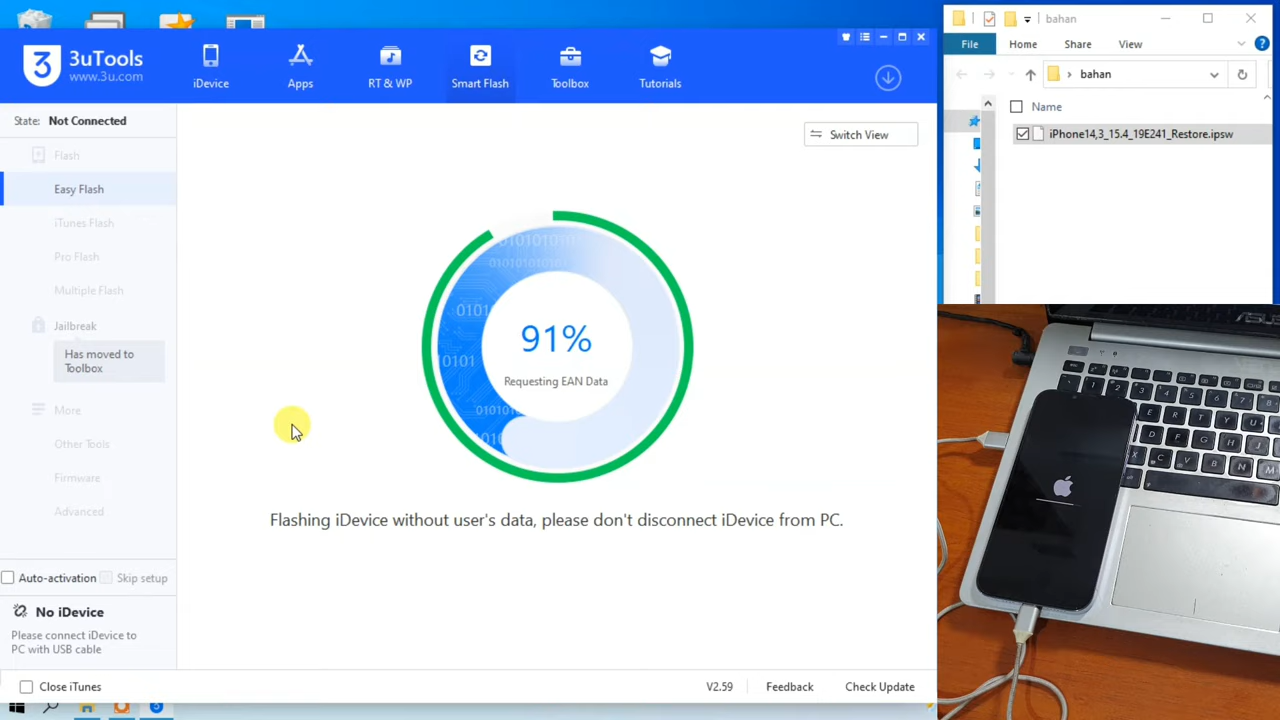 3uTools
www.3u.com
iDevice
Apps
RT & WP
Smart Flash
Toolbox
Tutorials
State: Not Connected
Flash
Easy Flash
iTunes Flash
Pro Flash
Multiple Flash
Jailbreak
Has moved to
Toolbox
More
Other Tools
Firmware
Advanced
Auto-activation
Skip setup
No iDevice
Please connect iDevice to
PC with USB cable
Close iTunes
Switch View
91%
Requesting EAN Data
Flashing iDevice without user's data, please don't disconnect iDevice from PC.
V2.59
Feedback
Check Update
bahan
File
Home
Share
View
bahan
Name
iPhone14,3_15.4_19E241_Restore.ipsw